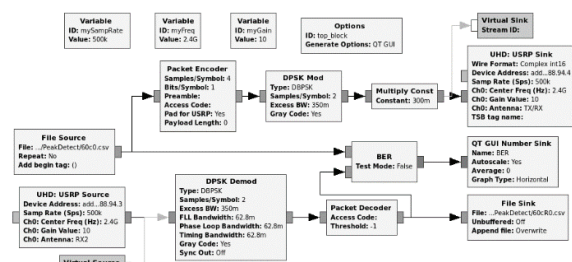 Variable
ID: mySampRate
Value: 500k
Variable
ID: myFreq
Value: 2.4G
Variable
ID: myGain
Value: 10
Options
ID: top_block
Generate Options: QT GUI
Virtual Sink
Stream ID:
Packet Encoder
Samples/Symbol: 4
Bits/Symbol: 1
Preamble:
Access Code:
Pad for USRP: Yes
Payload Length: 0
DPSK Mod
Type: DBPSK
Samples/Symbol: 2
Excess BW: 350m
Gray Code: Yes
Multiply Const
Constant: 300m
UHD: USRP Sink
Wire Format: Complex int16
Device Address: add...88.94.3
Samp Rate (Sps): 500k
Ch0: Center Freq (Hz): 2.4G
Ch0: Gain Value: 10
Ch0: Antenna: TX/RX
TSB tag name:
File Source
File: .../PeakDetect/60c0.csv
Repeat: No
Add begin tag: ()
BER
Test Mode: False
QT GUI Number Sink
Name: BER
Autoscale: Yes
Average: 0
Graph Type: Horizontal
UHD: USRP Source
Device Address: add...88.94.3
Samp Rate (Sps): 500k
Ch0: Center Freq (Hz): 2.4G
Ch0: Gain Value: 10
Ch0: Antenna: RX2
DPSK Demod
Type: DBPSK
Samples/Symbol: 2
Excess BW: 350m
FLL Bandwidth: 62.8m
Phase Loop Bandwidth: 62.8m
Timing Bandwidth: 62.8m
Gray Code: Yes
Sync Out: Off
Packet Decoder
Access Code:
Threshold: -1
File Sink
File: ...PeakDetect/60cR0.csv
Unbuffered: Off
Append file: Overwrite
Virtual Source